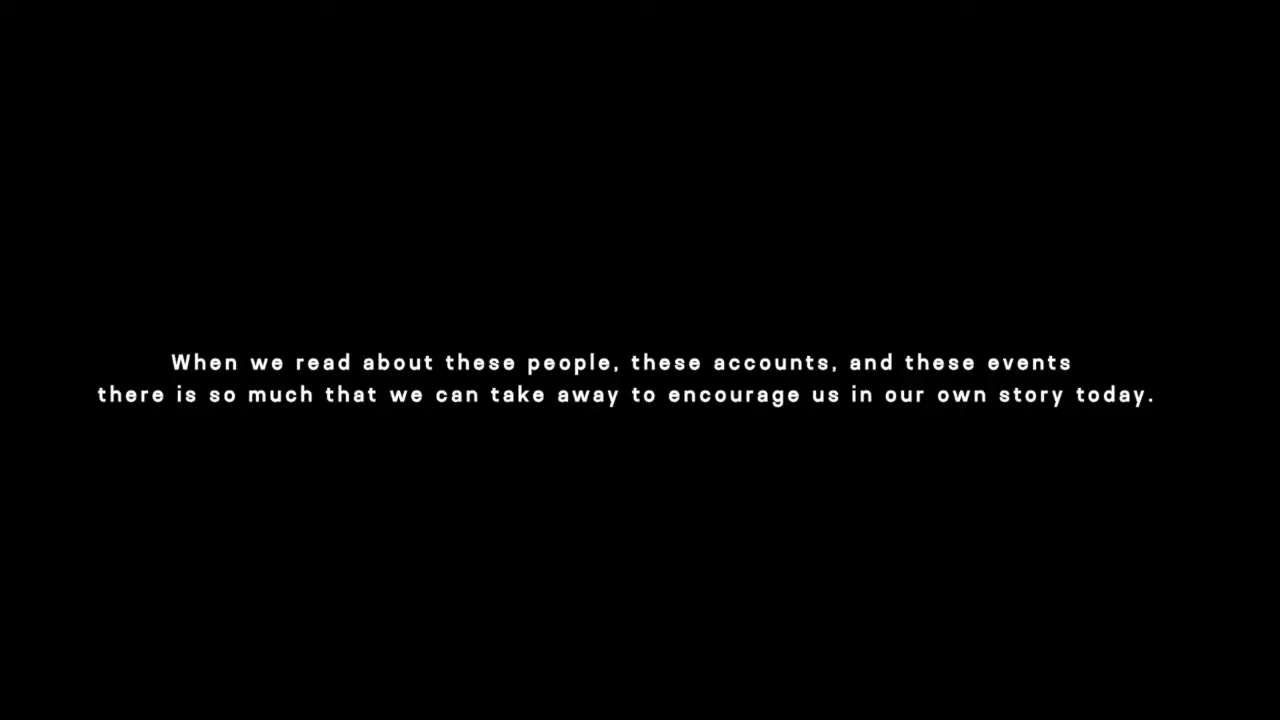 When we read about these people, these accounts, and these events
there is so much that we can take away to encourage us in our own story today.